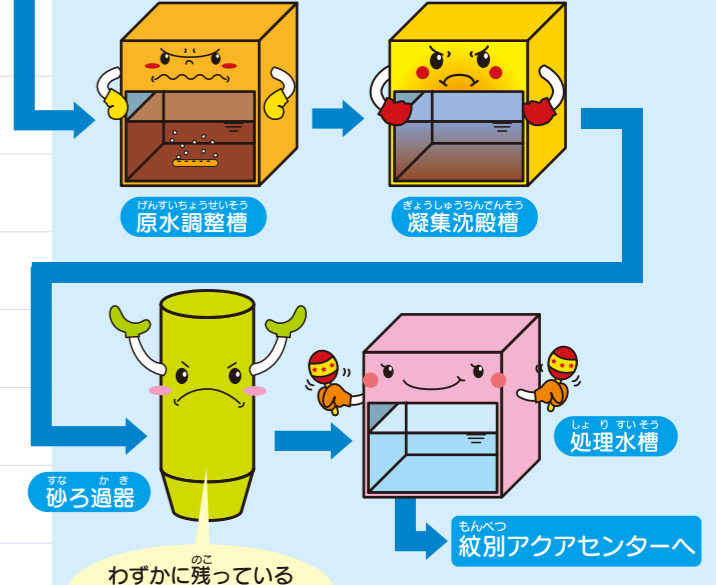 げんすいちょうせいそう
原水調整槽
ぎょうしゅうちんでんそう
凝集沈殿槽
すな か き
砂ろ過器
しょ り すいそう
処理水槽
もんべつ
紋別アクアセンターへ
のこ
わずかに残っている